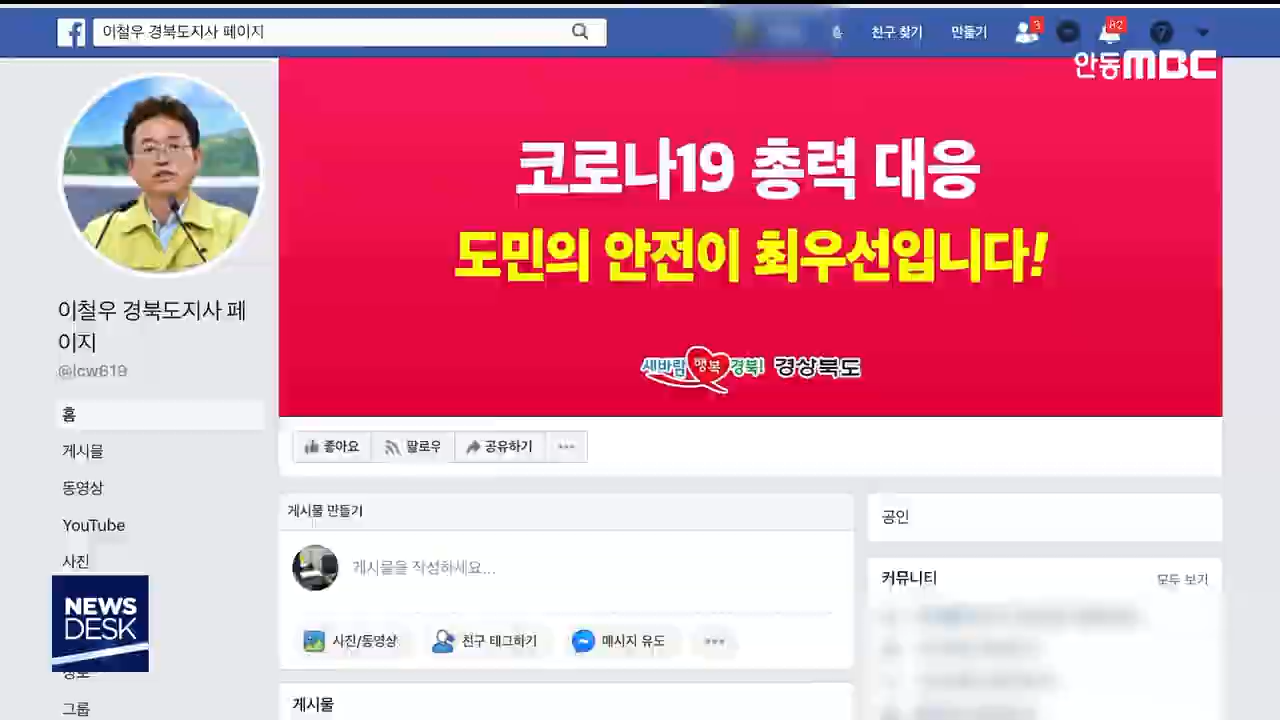 이철우 경북도지사 페이지
친구 찾기
만들기
3
82
안동MBC
코로나19 총력 대응
도민의 안전이 최우선입니다!
새바람 행복 경북! 경상북도
이철우 경북도지사 페
이지
@lcw619
홈
게시물
동영상
YouTube
사진
NEWS
DESK
정보
그룹
좋아요
팔로우
공유하기
게시물 만들기
게시물을 작성하세요...
사진/동영상
친구 태그하기
메시지 유도
게시물
공인
커뮤니티
모두 보기